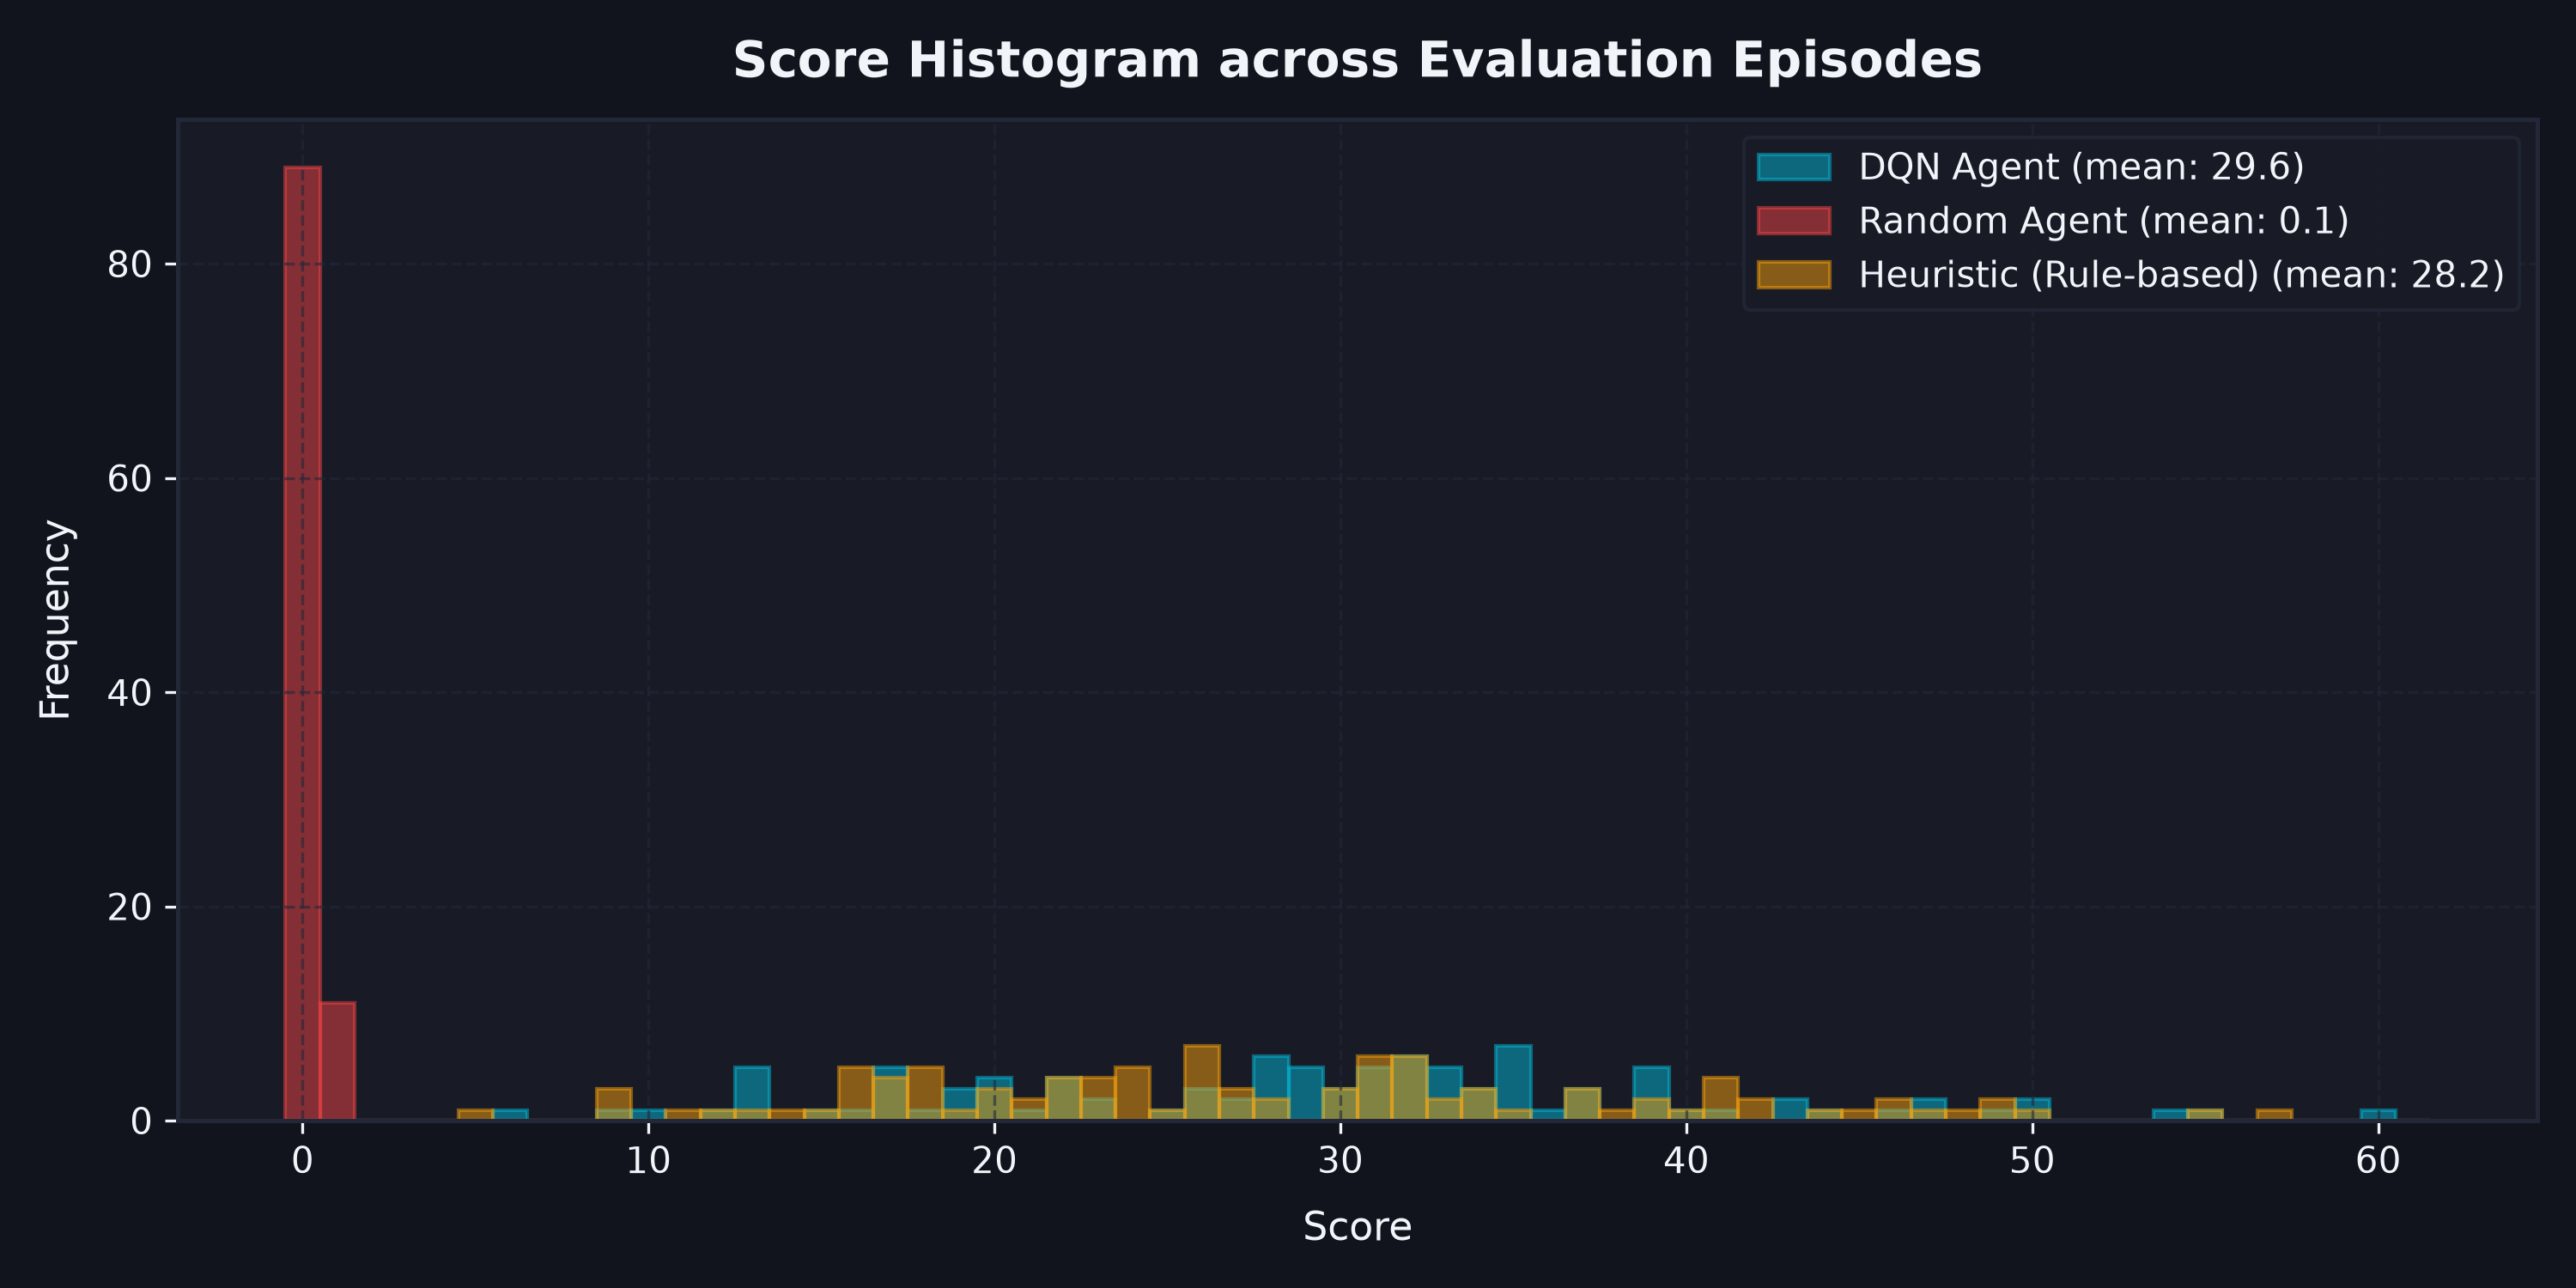 Score Histogram across Evaluation Episodes
DQN Agent (mean: 29.6)
Random Agent (mean: 0.1)
Heuristic (Rule-based) (mean: 28.2)
Frequency
80
60
40
20
0
0 10 20 30 40 50 60
Score